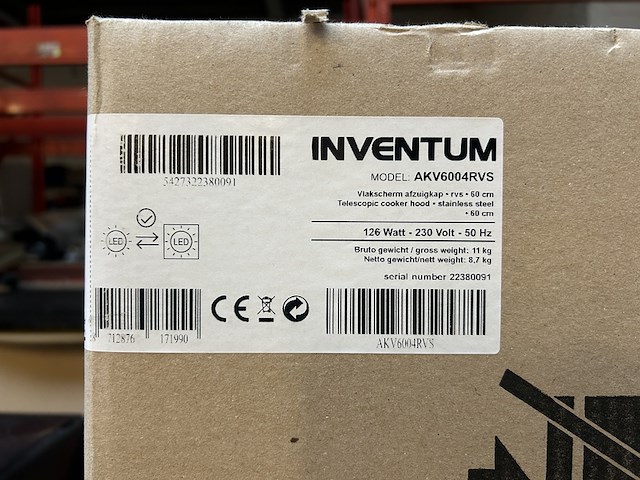 INVENTUM
5427322380091
MODEL: AKV6004RVS
Vlakscherm afzuigkap • rvs • 60 cm
Telescopic cooker hood • stainless steel
• 60 cm
LED LED
126 Watt - 230 Volt - 50 Hz
Bruto gewicht / gross weight: 11 kg
Netto gewicht/nett weight: 8,7 kg
serial number 22380091
CE
8 712876 171990
AKV6004RVS